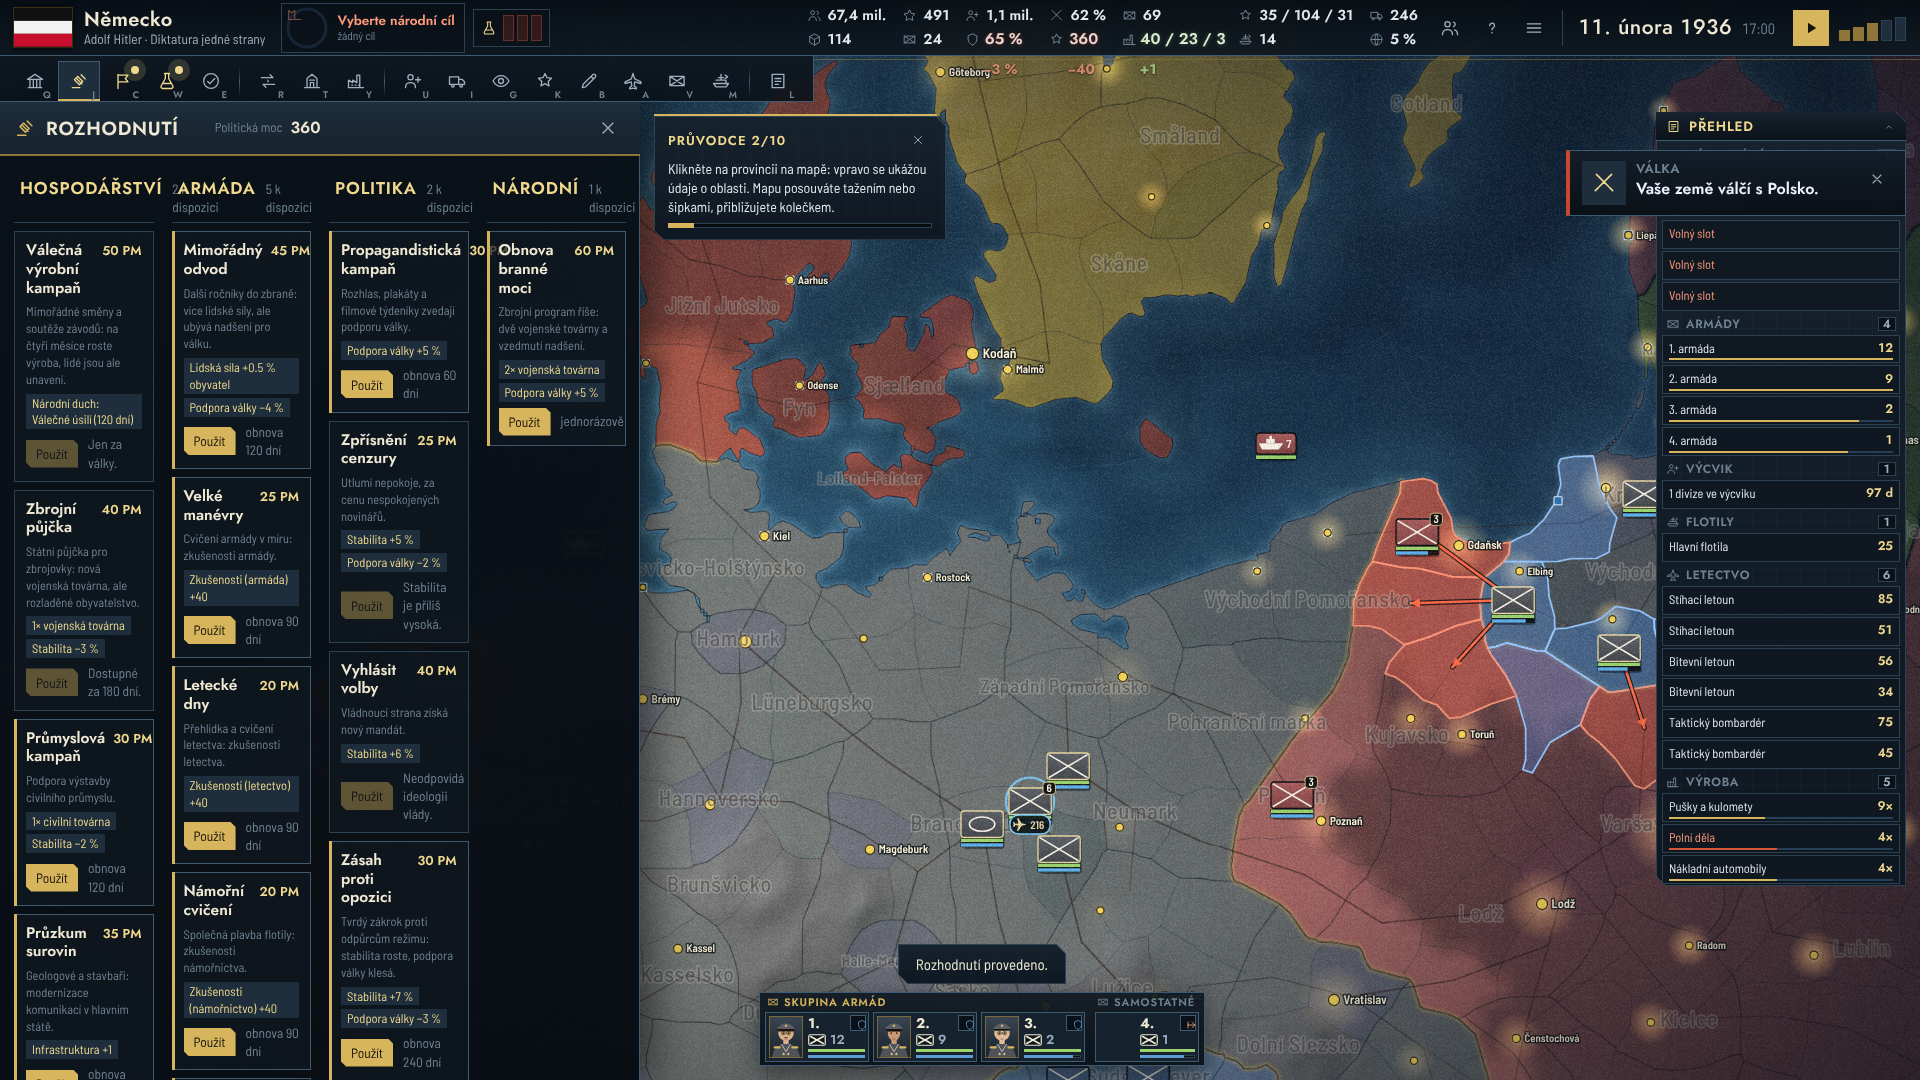 Německo
Adolf Hitler · Diktatura jedné strany
Vyberte národní cíl
žádný cíl
67,4 mil.
491
1,1 mil.
62 %
69
35 / 104 / 31
246
114
24
65 %
360
40 / 23 / 3
14
5 %
3 %
−40
+1
11. února 1936 17:00
Q
I
C
W
E
R
T
Y
U
I
G
K
B
A
V
M
L
ROZHODNUTÍ
Politická moc 360
HOSPODÁŘSTVÍ
dispozici
ARMÁDA 5 k
dispozici
POLITIKA 2 k
dispozici
NÁRODNÍ 1 k
dispozici
Válečná výrobní kampaň 50 PM
Mimořádné směny a soutěže závodů: na čtyři měsíce roste výroba, lidé jsou ale unavení.
Národní duch: Válečné úsilí (120 dní)
Použít
Jen za války.
Zbrojní půjčka 40 PM
Státní půjčka pro zbrojovky: nová vojenská továrna, ale rozladěné obyvatelstvo.
1× vojenská továrna
Stabilita −3 %
Použít
Dostupné za 180 dní.
Průmyslová kampaň 30 PM
Podpora výstavby civilního průmyslu.
1× civilní továrna
Stabilita −2 %
Použít
obnova 120 dní
Průzkum surovin 35 PM
Geologové a stavbaři: modernizace komunikací v hlavním státě.
Infrastruktura +1
obnova
Mimořádný odvod 45 PM
Další ročníky do zbraně: více lidské síly, ale ubývá nadšení pro válku.
Lidská síla +0.5 % obyvatel
Podpora války −4 %
Použít
obnova 120 dní
Velké manévry 25 PM
Cvičení armády v míru: zkušenosti armády.
Zkušenosti (armáda) +40
Použít
obnova 90 dní
Letecké dny 20 PM
Přehlídka a cvičení letectva: zkušenosti letectva.
Zkušenosti (letectvo) +40
Použít
obnova 90 dní
Námořní cvičení 20 PM
Společná plavba flotily: zkušenosti námořnictva.
Zkušenosti (námořnictvo) +40
Použít
obnova 90 dní
Propagandistická kampaň
Rozhlas, plakáty a filmové týdeníky zvedají podporu války.
Podpora války +5 %
Použít
obnova 60 dní
Zpřísnění cenzury 25 PM
Utlumí nepokoje, za cenu nespokojených novinářů.
Stabilita +5 %
Podpora války −2 %
Použít
Stabilita je příliš vysoká.
Vyhlásit volby 40 PM
Vládnoucí strana získá nový mandát.
Stabilita +6 %
Použít
Neodpovídá ideologii vlády.
Zásah proti opozici 30 PM
Tvrdý zákrok proti odpůrcům režimu: stabilita roste, podpora války klesá.
Stabilita +7 %
Podpora války −3 %
Použít
obnova 240 dní
Obnova branné moci 60 PM
Zbrojní program říše: dvě vojenské továrny a vzedmutí nadšení.
2× vojenská továrna
Podpora války +5 %
Použít
jednorázově
PRŮVODCE 2/10
Klikněte na provincii na mapě: vpravo se ukážou
údaje o oblasti. Mapu posouváte tažením nebo
šipkami, přibližujete kolečkem.
Göteborg
Gotland
Småland
Skåne
Jižní Jutsko
Aarhus
Kodaň
Malmö
Odense
Sjælland
Fyn
Lolland-Falster
7
Kiel
Rostock
Hamburk
Lüneburgsko
Brémy
Západní Pomořansko
Východní Pomořansko
Pohraniční marka
Kujavsko
Toruň
Gdaňsk
Elbing
3
Hannoversko
Neumark
6
216
Magdeburk
Brunšvicko
Kassel
Kasselsko
3
Poznaň
Lodž
Lodž
Radom
Lublin
Kielce
Vratislav
Čenstochová
Dolní Slezsko
Rozhodnutí provedeno.
SKUPINA ARMÁD
SAMOSTATNÉ
1.
12
2.
9
3.
2
4.
1
PŘEHLED
VÁLKA
Vaše země válčí s Polsko.
Volný slot
Volný slot
Volný slot
ARMÁDY 4
1. armáda 12
2. armáda 9
3. armáda 2
4. armáda 1
VÝCVIK 1
1 divize ve výcviku 97 d
FLOTILY 1
Hlavní flotila 25
LETECTVO 6
Stíhací letoun 85
Stíhací letoun 51
Bitevní letoun 56
Bitevní letoun 34
Taktický bombardér 75
Taktický bombardér 45
VÝROBA 5
Pušky a kulomety 9×
Polní děla 4×
Nákladní automobily 4×